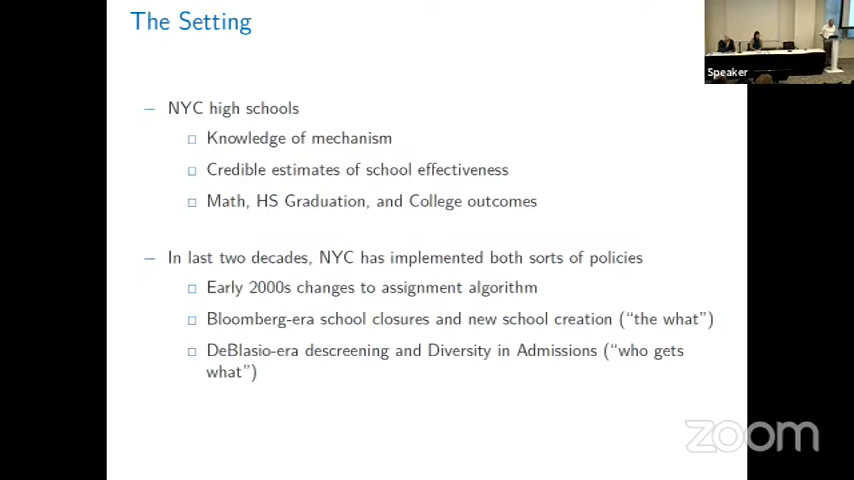 The Setting
Speaker
– NYC high schools
□ Knowledge of mechanism
□ Credible estimates of school effectiveness
□ Math, HS Graduation, and College outcomes
– In last two decades, NYC has implemented both sorts of policies
□ Early 2000s changes to assignment algorithm
□ Bloomberg-era school closures and new school creation (“the what”)
□ DeBlasio-era descreening and Diversity in Admissions (“who gets
what”)
zoom